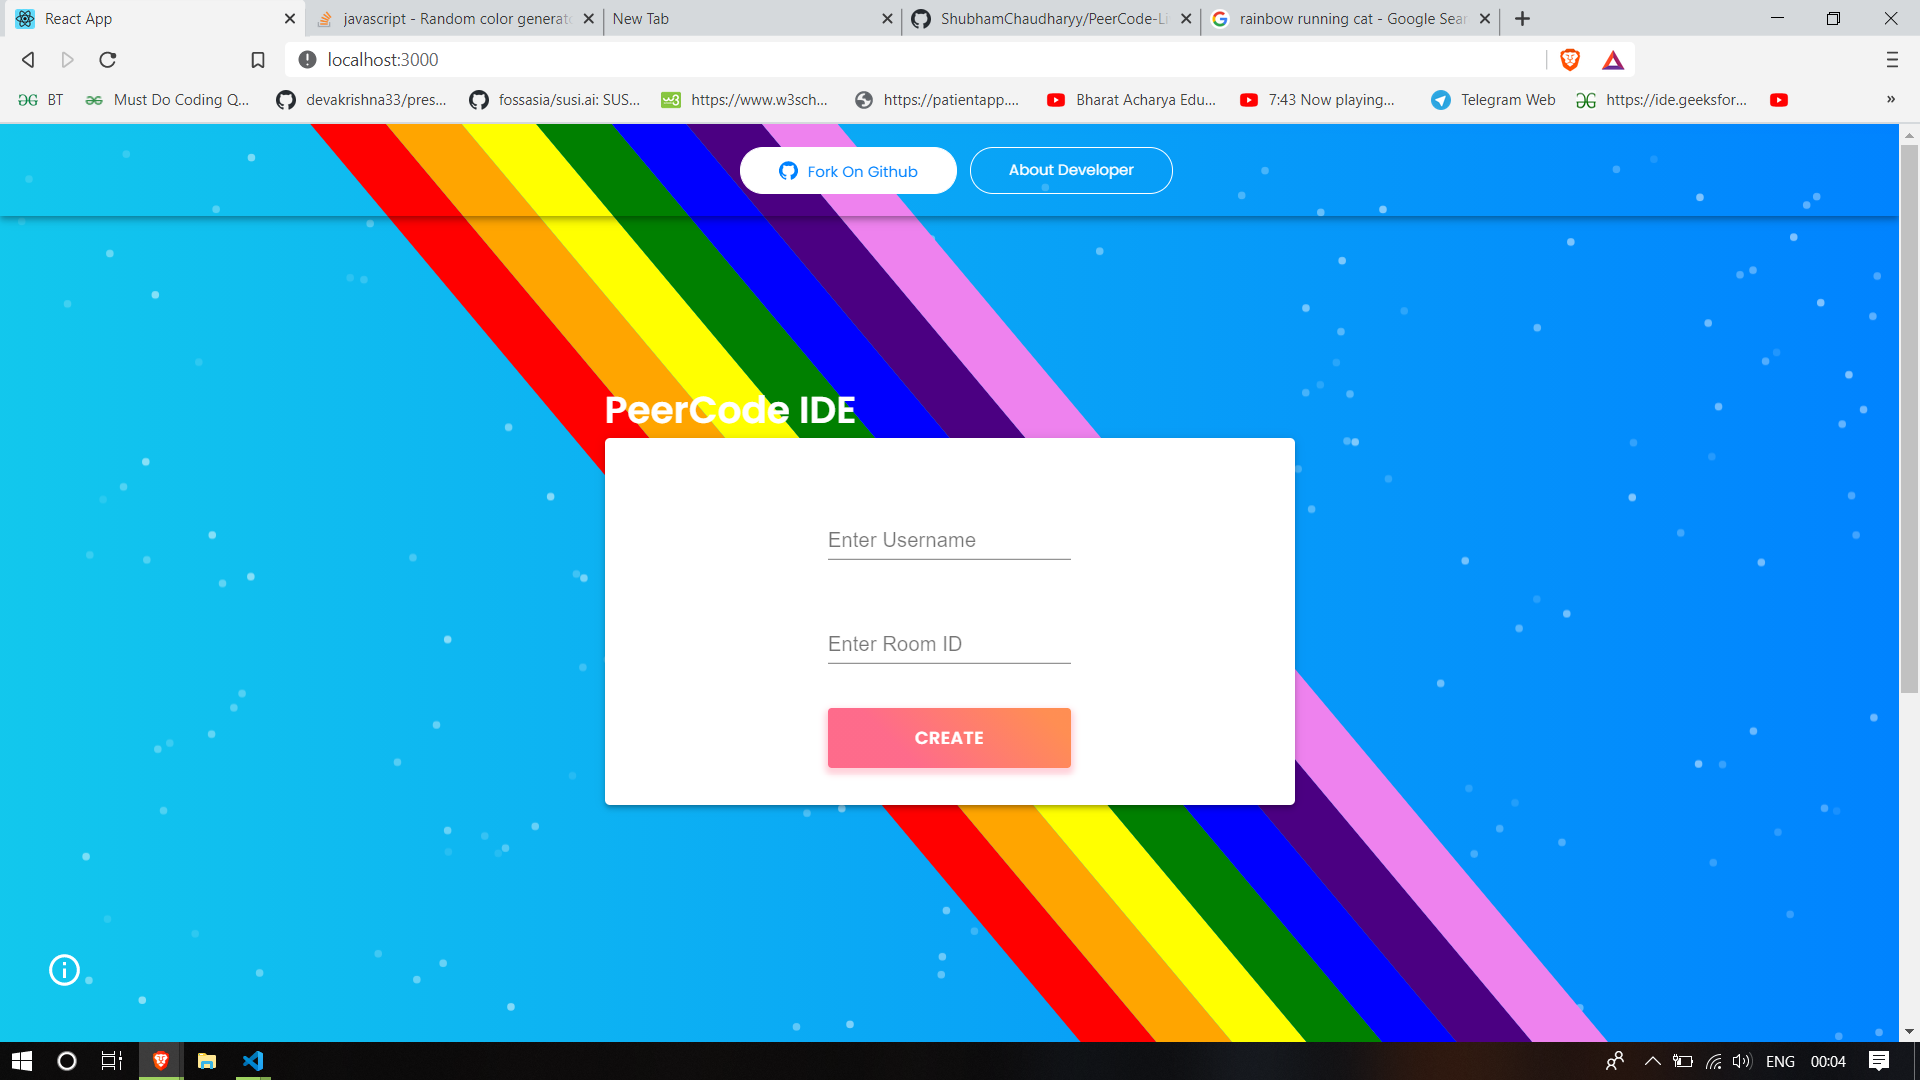 React App
javascript - Random color generato
New Tab
ShubhamChaudharyy/PeerCode-Li
rainbow running cat - Google Sear
localhost:3000
BT
Must Do Coding Q...
devakrishna33/pres...
fossasia/susi.ai: SUS...
https://www.w3sch...
https://patientapp....
Bharat Acharya Edu...
7:43 Now playing...
Telegram Web
https://ide.geeksfor...
»
Fork On Github
About Developer
PeerCode IDE
Enter Username
Enter Room ID
CREATE
ENG
00:04